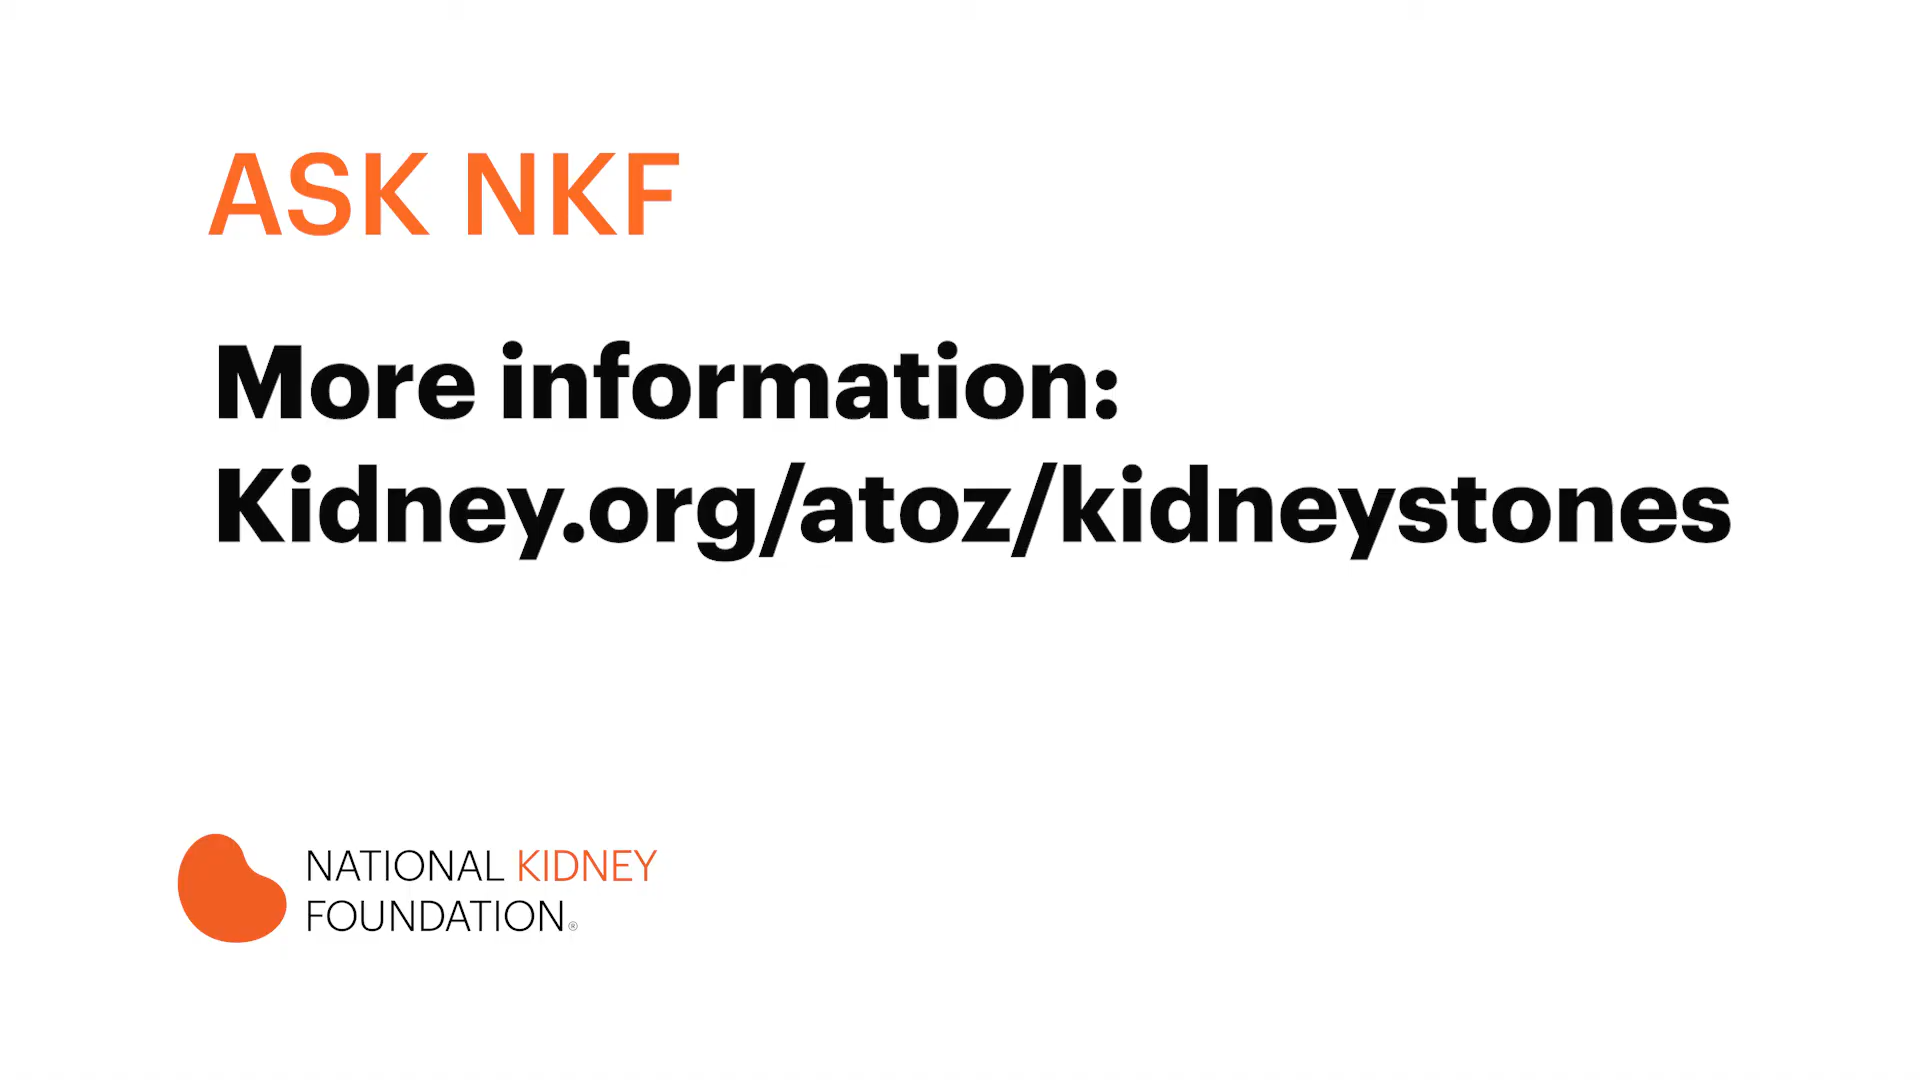 ASK NKF
More information:
Kidney.org/atoz/kidneystones
NATIONAL KIDNEY
FOUNDATION®